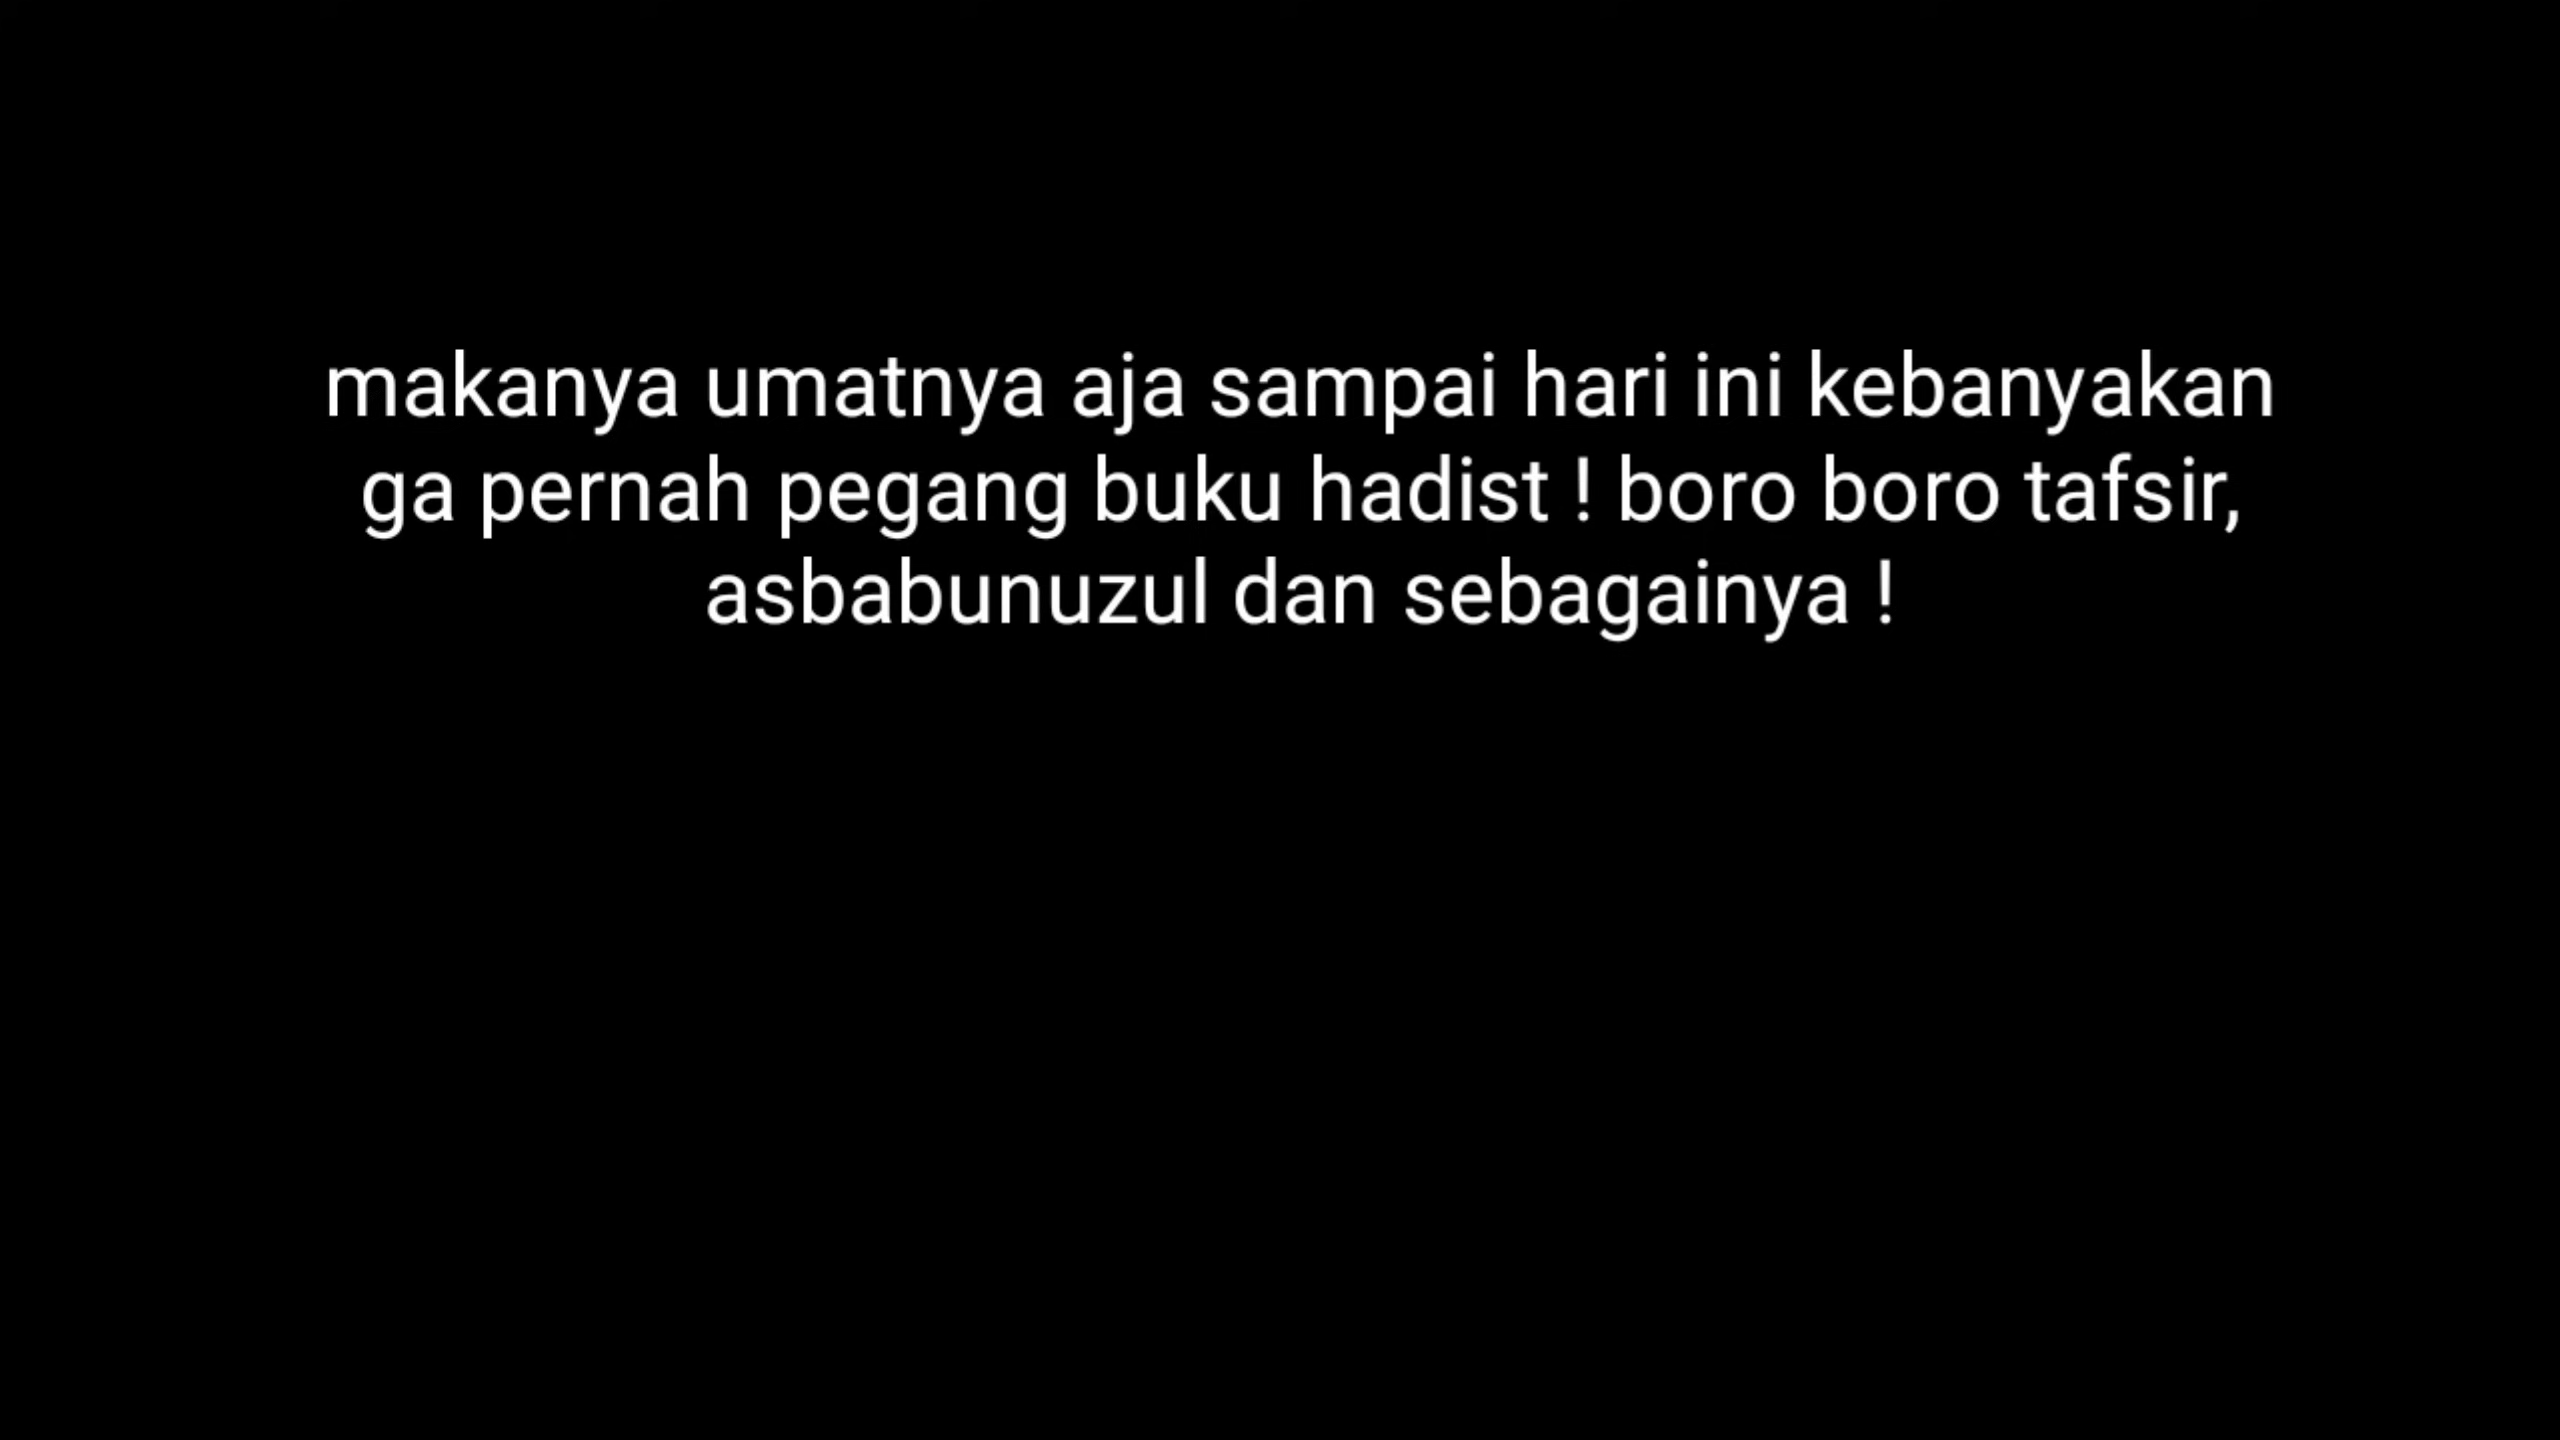 makanya umatnya aja sampai hari ini kebanyakan
ga pernah pegang buku hadist ! boro boro tafsir,
asbabunuzul dan sebagainya !